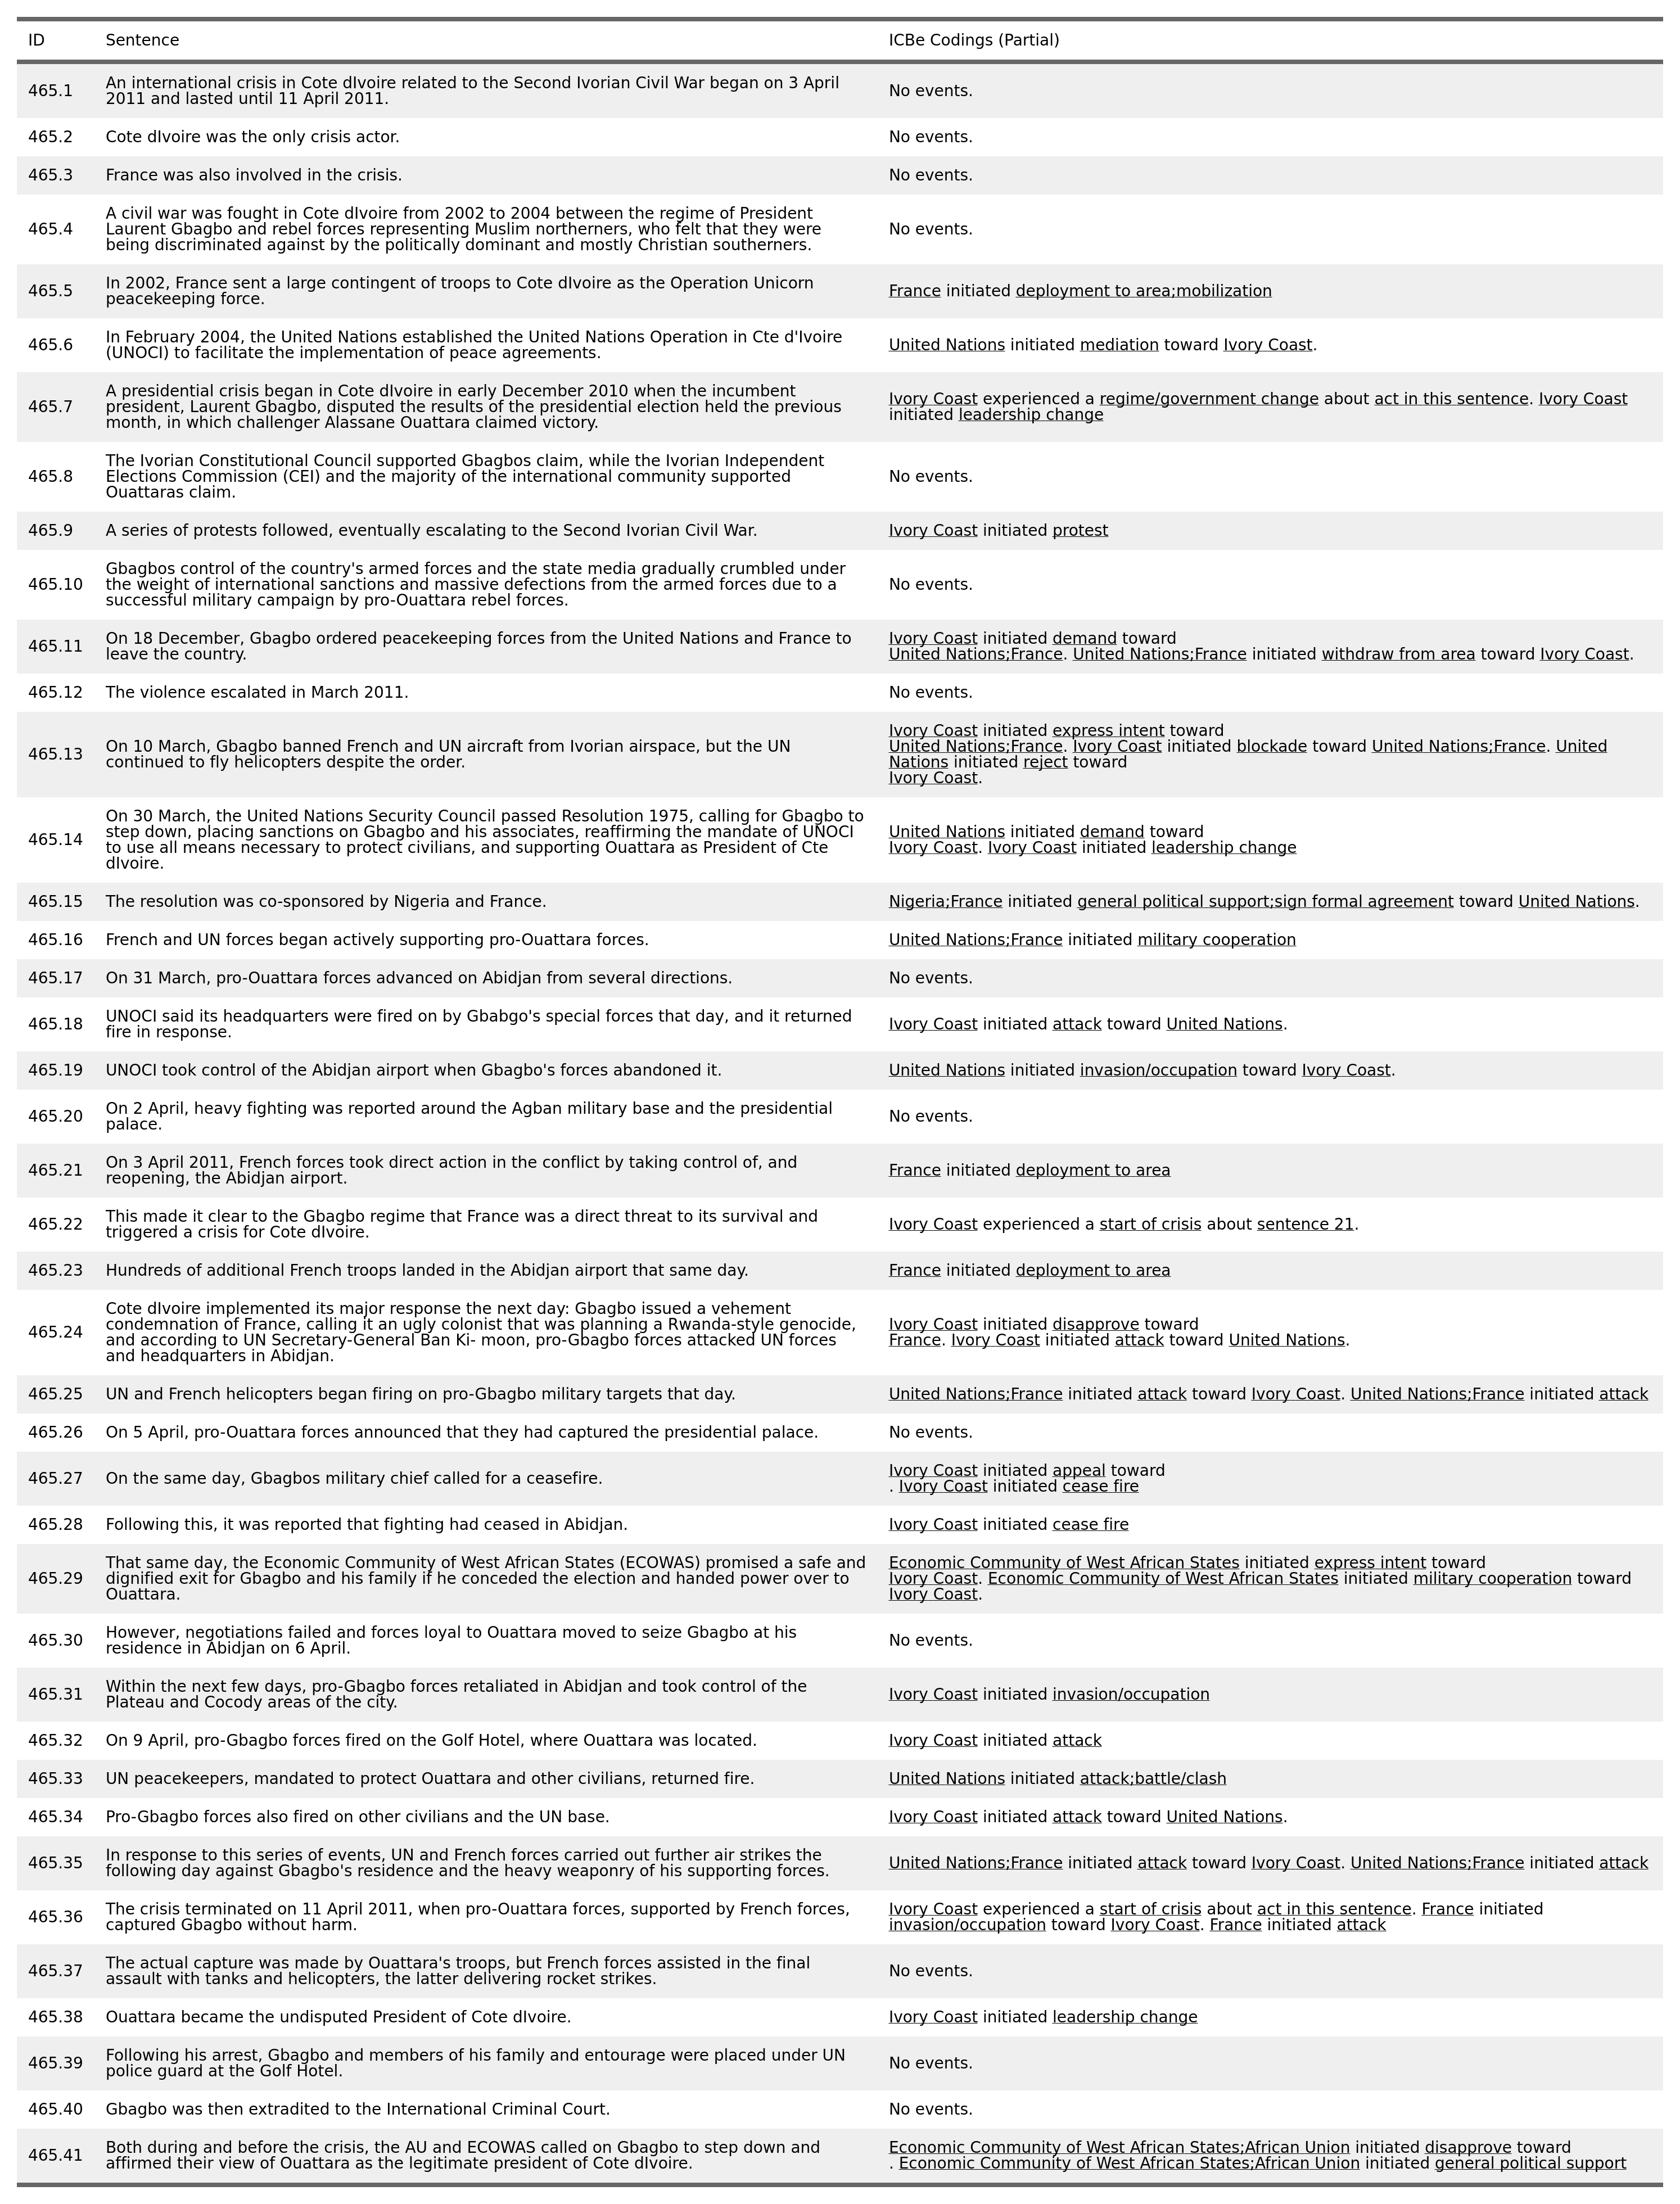 ID Sentence ICBe Codings (Partial)
465.1 An international crisis in Cote dIvoire related to the Second Ivorian Civil War began on 3 April
2011 and lasted until 11 April 2011. No events.
465.2 Cote dIvoire was the only crisis actor. No events.
465.3 France was also involved in the crisis. No events.
465.4 A civil war was fought in Cote dIvoire from 2002 to 2004 between the regime of President
Laurent Gbagbo and rebel forces representing Muslim northerners, who felt that they were
being discriminated against by the politically dominant and mostly Christian southerners. No events.
465.5 In 2002, France sent a large contingent of troops to Cote dIvoire as the Operation Unicorn
peacekeeping force. France initiated deployment to area;mobilization
465.6 In February 2004, the United Nations established the United Nations Operation in Cte d'Ivoire
(UNOCI) to facilitate the implementation of peace agreements. United Nations initiated mediation toward Ivory Coast.
465.7 A presidential crisis began in Cote dIvoire in early December 2010 when the incumbent
president, Laurent Gbagbo, disputed the results of the presidential election held the previous
month, in which challenger Alassane Ouattara claimed victory.
Ivory Coast experienced a regime/government change about act in this sentence. Ivory Coast
initiated leadership change
465.8 The Ivorian Constitutional Council supported Gbagbos claim, while the Ivorian Independent
Elections Commission (CEI) and the majority of the international community supported
Ouattaras claim. No events.
465.9 A series of protests followed, eventually escalating to the Second Ivorian Civil War. Ivory Coast initiated protest
465.10 Gbagbos control of the country's armed forces and the state media gradually crumbled under
the weight of international sanctions and massive defections from the armed forces due to a
successful military campaign by pro-Ouattara rebel forces. No events.
465.11 On 18 December, Gbagbo ordered peacekeeping forces from the United Nations and France to
leave the country.
Ivory Coast initiated demand toward
United Nations;France. United Nations;France initiated withdraw from area toward Ivory Coast.
465.12 The violence escalated in March 2011. No events.
465.13 On 10 March, Gbagbo banned French and UN aircraft from Ivorian airspace, but the UN
continued to fly helicopters despite the order.
Ivory Coast initiated express intent toward
United Nations;France. Ivory Coast initiated blockade toward United Nations;France. United
Nations initiated reject toward
Ivory Coast.
465.14 On 30 March, the United Nations Security Council passed Resolution 1975, calling for Gbagbo to
step down, placing sanctions on Gbagbo and his associates, reaffirming the mandate of UNOCI
to use all means necessary to protect civilians, and supporting Ouattara as President of Cte
dIvoire.
United Nations initiated demand toward
Ivory Coast. Ivory Coast initiated leadership change
465.15 The resolution was co-sponsored by Nigeria and France. Nigeria;France initiated general political support;sign formal agreement toward United Nations.
465.16 French and UN forces began actively supporting pro-Ouattara forces. United Nations;France initiated military cooperation
465.17 On 31 March, pro-Ouattara forces advanced on Abidjan from several directions. No events.
465.18 UNOCI said its headquarters were fired on by Gbabgo's special forces that day, and it returned
fire in response. Ivory Coast initiated attack toward United Nations.
465.19 UNOCI took control of the Abidjan airport when Gbagbo's forces abandoned it. United Nations initiated invasion/occupation toward Ivory Coast.
465.20 On 2 April, heavy fighting was reported around the Agban military base and the presidential
palace. No events.
465.21 On 3 April 2011, French forces took direct action in the conflict by taking control of, and
reopening, the Abidjan airport. France initiated deployment to area
465.22 This made it clear to the Gbagbo regime that France was a direct threat to its survival and
triggered a crisis for Cote dIvoire. Ivory Coast experienced a start of crisis about sentence 21.
465.23 Hundreds of additional French troops landed in the Abidjan airport that same day. France initiated deployment to area
465.24 Cote dIvoire implemented its major response the next day: Gbagbo issued a vehement
condemnation of France, calling it an ugly colonist that was planning a Rwanda-style genocide,
and according to UN Secretary-General Ban Ki- moon, pro-Gbagbo forces attacked UN forces
and headquarters in Abidjan.
Ivory Coast initiated disapprove toward
France. Ivory Coast initiated attack toward United Nations.
465.25 UN and French helicopters began firing on pro-Gbagbo military targets that day. United Nations;France initiated attack toward Ivory Coast. United Nations;France initiated attack
465.26 On 5 April, pro-Ouattara forces announced that they had captured the presidential palace. No events.
465.27 On the same day, Gbagbos military chief called for a ceasefire.
Ivory Coast initiated appeal toward
. Ivory Coast initiated cease fire
465.28 Following this, it was reported that fighting had ceased in Abidjan. Ivory Coast initiated cease fire
465.29 That same day, the Economic Community of West African States (ECOWAS) promised a safe and
dignified exit for Gbagbo and his family if he conceded the election and handed power over to
Ouattara.
Economic Community of West African States initiated express intent toward
Ivory Coast. Economic Community of West African States initiated military cooperation toward
Ivory Coast.
465.30 However, negotiations failed and forces loyal to Ouattara moved to seize Gbagbo at his
residence in Abidjan on 6 April. No events.
465.31 Within the next few days, pro-Gbagbo forces retaliated in Abidjan and took control of the
Plateau and Cocody areas of the city. Ivory Coast initiated invasion/occupation
465.32 On 9 April, pro-Gbagbo forces fired on the Golf Hotel, where Ouattara was located. Ivory Coast initiated attack
465.33 UN peacekeepers, mandated to protect Ouattara and other civilians, returned fire. United Nations initiated attack;battle/clash
465.34 Pro-Gbagbo forces also fired on other civilians and the UN base. Ivory Coast initiated attack toward United Nations.
465.35 In response to this series of events, UN and French forces carried out further air strikes the
following day against Gbagbo's residence and the heavy weaponry of his supporting forces. United Nations;France initiated attack toward Ivory Coast. United Nations;France initiated attack
465.36 The crisis terminated on 11 April 2011, when pro-Ouattara forces, supported by French forces,
captured Gbagbo without harm.
Ivory Coast experienced a start of crisis about act in this sentence. France initiated
invasion/occupation toward Ivory Coast. France initiated attack
465.37 The actual capture was made by Ouattara's troops, but French forces assisted in the final
assault with tanks and helicopters, the latter delivering rocket strikes. No events.
465.38 Ouattara became the undisputed President of Cote dIvoire. Ivory Coast initiated leadership change
465.39 Following his arrest, Gbagbo and members of his family and entourage were placed under UN
police guard at the Golf Hotel. No events.
465.40 Gbagbo was then extradited to the International Criminal Court. No events.
465.41 Both during and before the crisis, the AU and ECOWAS called on Gbagbo to step down and
affirmed their view of Ouattara as the legitimate president of Cote dIvoire.
Economic Community of West African States;African Union initiated disapprove toward
. Economic Community of West African States;African Union initiated general political support